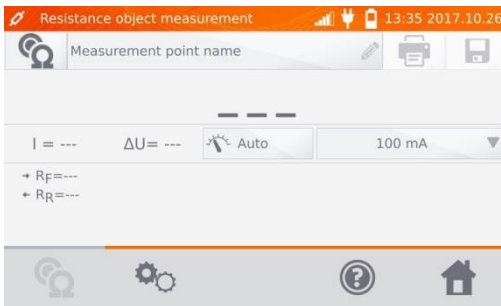 Resistance object measurement 13:35 2017.10.26
Measurement point name
---
I = --- ΔU= --- Auto 100 mA
→ RF=---
← RR=---